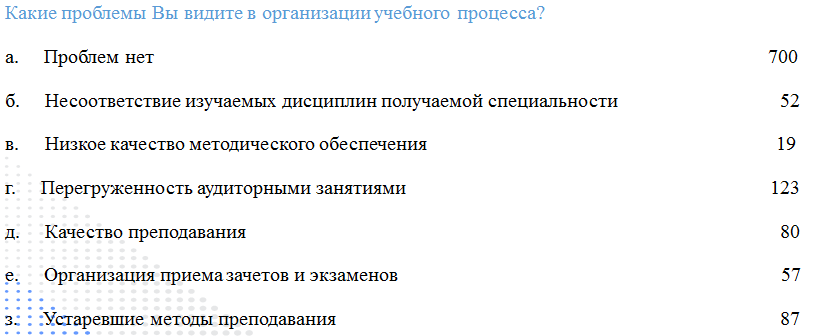 Какие проблемы Вы видите в организации учебного процесса?
а. Проблем нет 700
б. Несоответствие изучаемых дисциплин получаемой специальности 52
в. Низкое качество методического обеспечения 19
г. Перегруженность аудиторными занятиями 123
д. Качество преподавания 80
е. Организация приема зачетов и экзаменов 57
з. Устаревшие методы преподавания 87